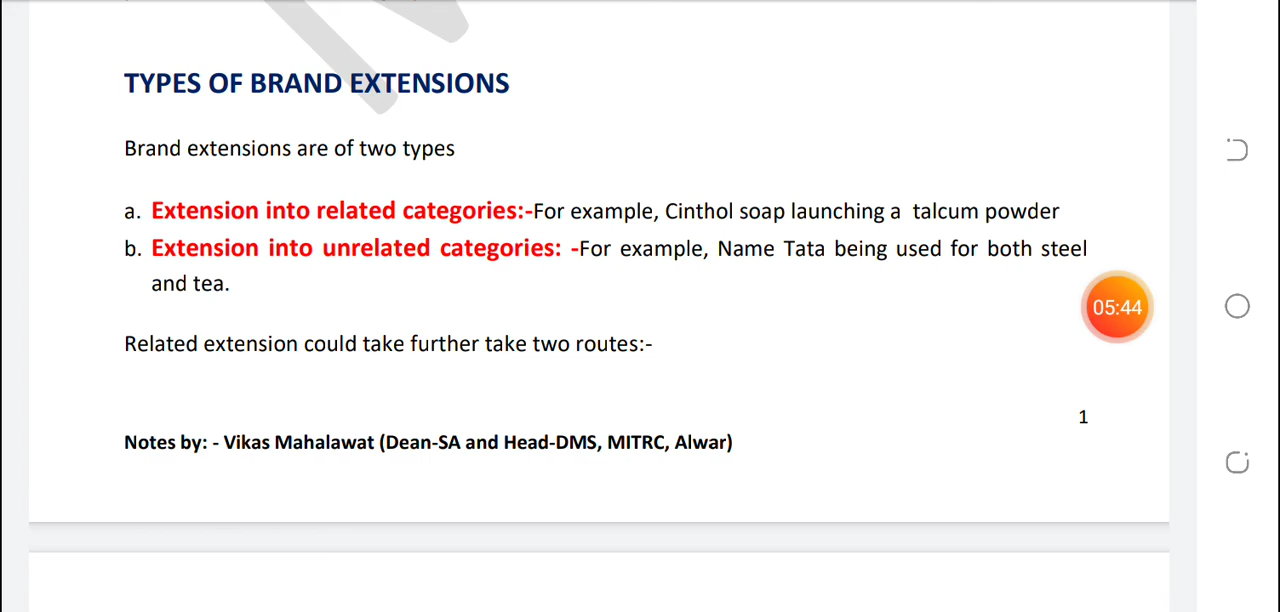 TYPES OF BRAND EXTENSIONS
Brand extensions are of two types
a. Extension into related categories:-For example, Cinthol soap launching a talcum powder
b. Extension into unrelated categories: -For example, Name Tata being used for both steel
and tea.
05:44
Related extension could take further take two routes:-
1
Notes by: - Vikas Mahalawat (Dean-SA and Head-DMS, MITRC, Alwar)